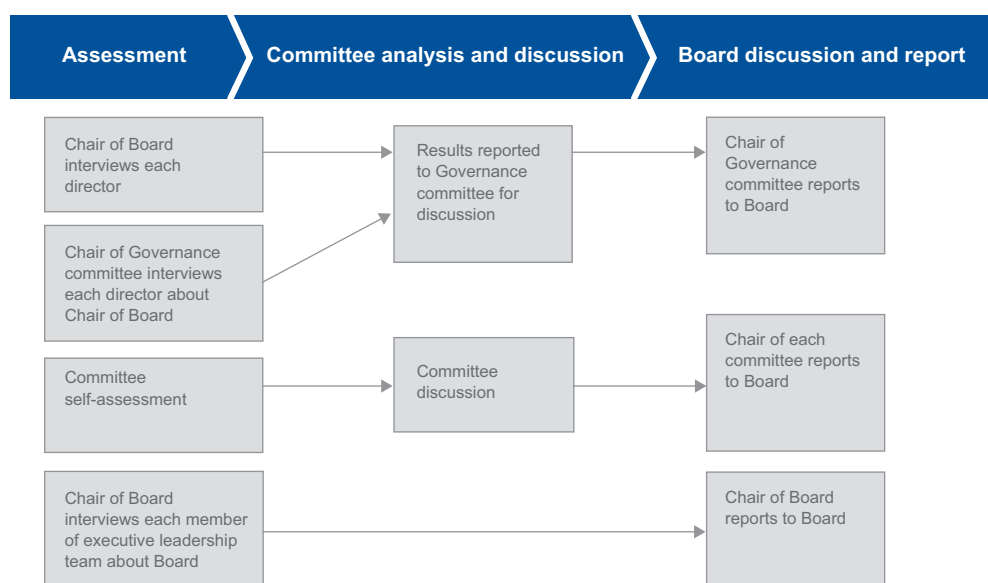 Assessment
Committee analysis and discussion
Board discussion and report
Chair of Board
interviews each
director
Results reported
to Governance
committee for
discussion
Chair of
Governance
committee reports
to Board
Chair of Governance
committee interviews
each director about
Chair of Board
Committee
self-assessment
Committee
discussion
Chair of each
committee reports
to Board
Chair of Board
interviews each member
of executive leadership
team about Board
Chair of Board
reports to Board